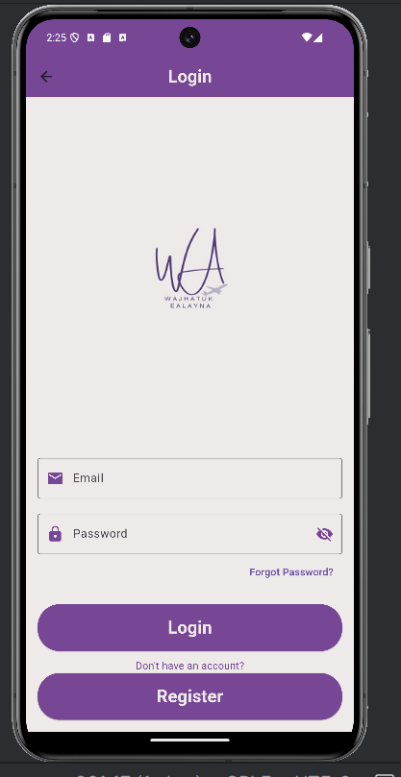 2:25
Login
WA
WAJHATUK
EALAYNA
Email
Password
Forgot Password?
Login
Don't have an account?
Register